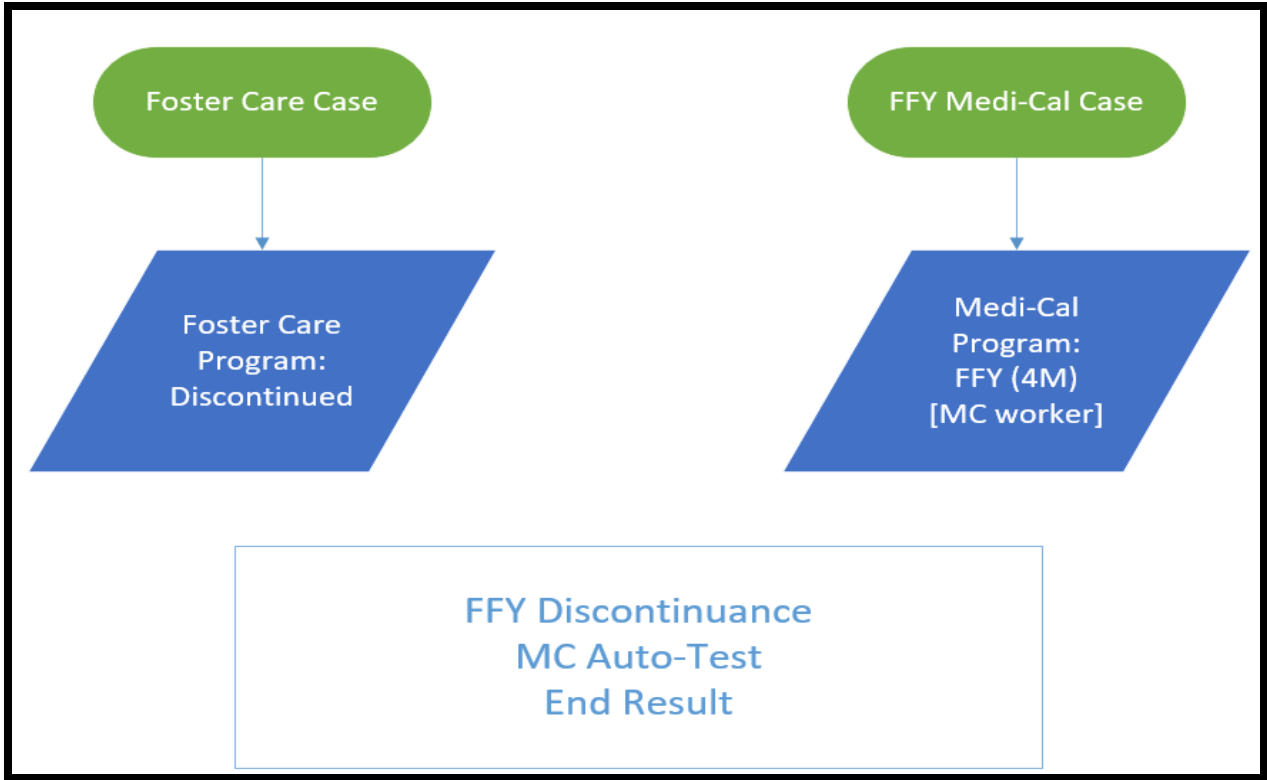 Foster Care Case
FFY Medi-Cal Case
Foster Care
Program:
Discontinued
Medi-Cal
Program:
FFY (4M)
[MC worker]
FFY Discontinuance
MC Auto-Test
End Result